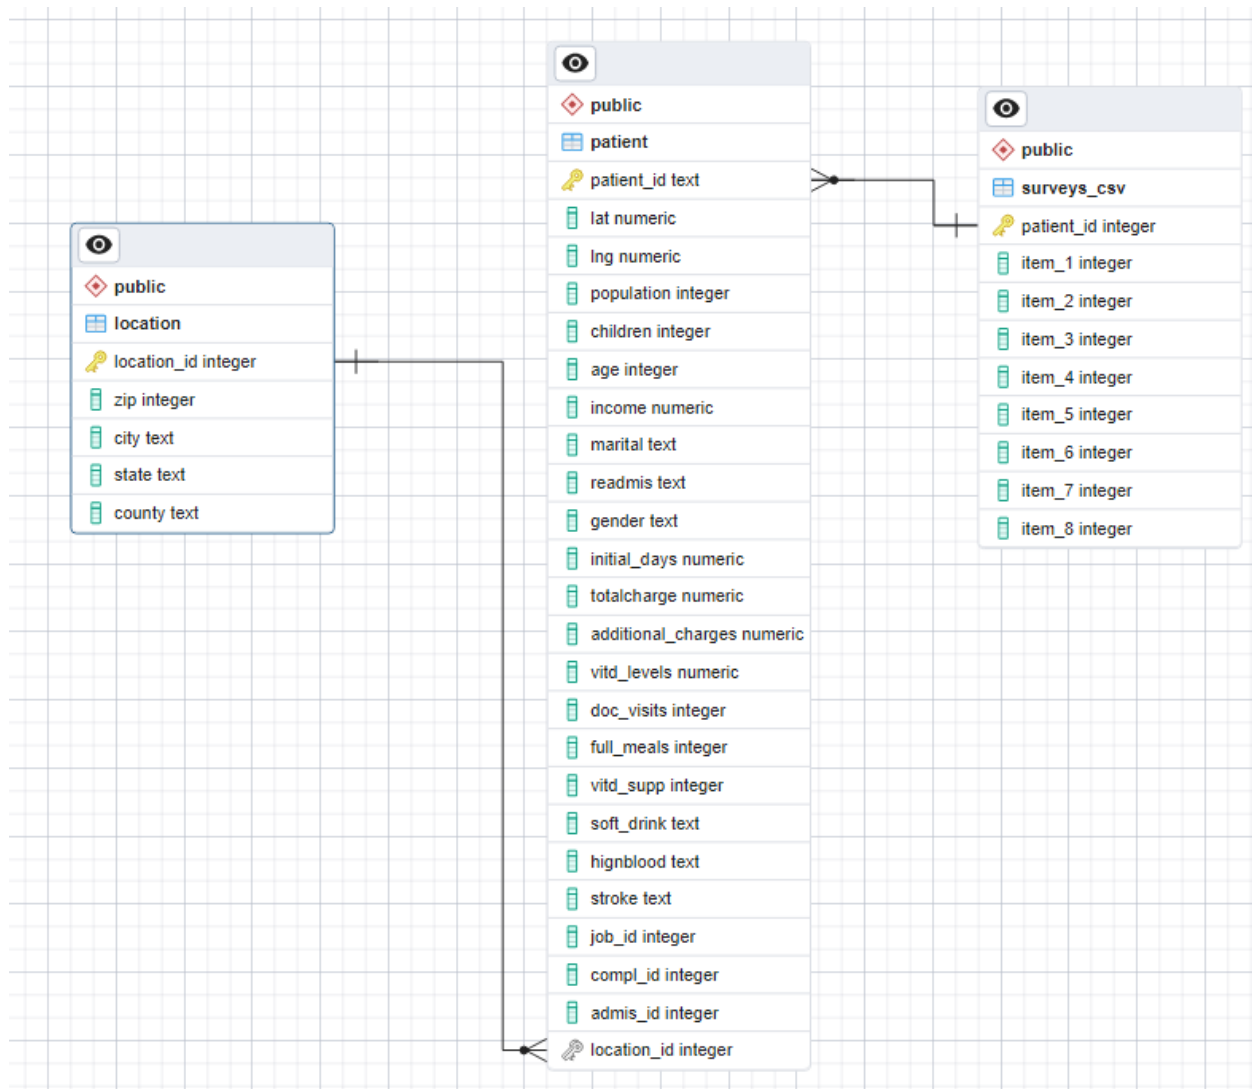 public
location
location_id integer
zip integer
city text
state text
county text
public
patient
patient_id text
lat numeric
lng numeric
population integer
children integer
age integer
income numeric
marital text
readmis text
gender text
initial_days numeric
totalcharge numeric
additional_charges numeric
vitd_levels numeric
doc_visits integer
full_meals integer
vitd_supp integer
soft_drink text
hignblood text
stroke text
job_id integer
compl_id integer
admis_id integer
location_id integer
public
surveys_csv
patient_id integer
item_1 integer
item_2 integer
item_3 integer
item_4 integer
item_5 integer
item_6 integer
item_7 integer
item_8 integer